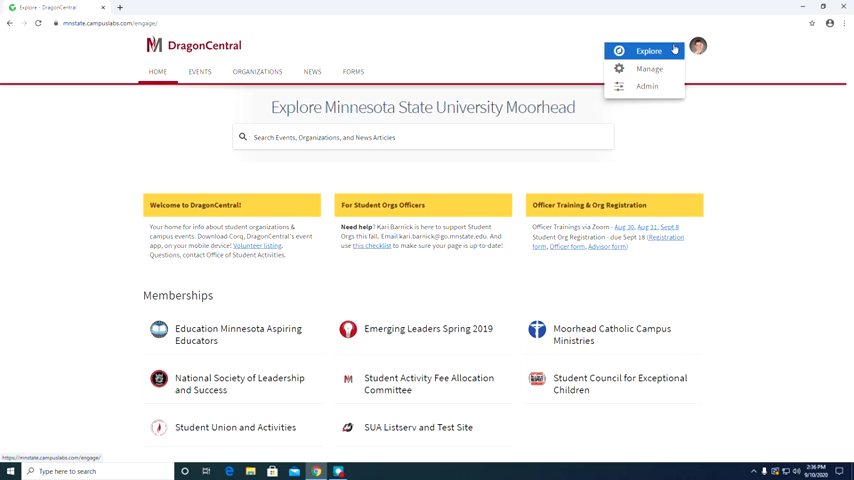 Explore - DragonCentral
mnstate.campuslabs.com/engage/
DragonCentral
Explore
Manage
Admin
HOME EVENTS ORGANIZATIONS NEWS FORMS
Explore Minnesota State University Moorhead
Search Events, Organizations, and News Articles
Welcome to DragonCentral!
Your home for info about student organizations &
campus events. Download Corq, DragonCentral's event
app, on your mobile device! Volunteer listing.
Questions, contact Office of Student Activities.
For Student Orgs Officers
Need help? Kari Barnick is here to support Student
Orgs this fall. Email kari.barnick@go.mnstate.edu. And
use this checklist to make sure your page is up-to-date!
Officer Training & Org Registration
Officer Trainings via Zoom - Aug 30, Aug 31, Sept 8
Student Org Registration - due Sept 18 (Registration
form, Officer form, Advisor form)
Memberships
Education Minnesota Aspiring
Educators
Emerging Leaders Spring 2019
Moorhead Catholic Campus
Ministries
National Society of Leadership
and Success
Student Activity Fee Allocation
Committee
Student Council for Exceptional
Children
Student Union and Activities
SUA Listserv and Test Site
https://mnstate.campuslabs.com/engage/
Type here to search
2:36 PM
9/10/2020